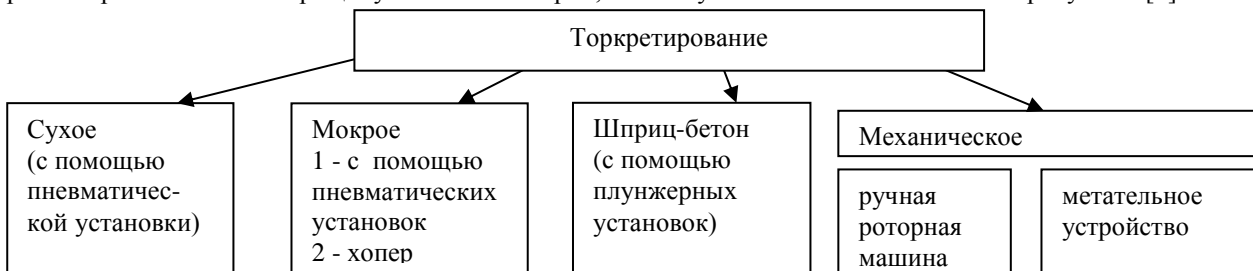 Торкретирование
Сухое
(с помощью
пневматичес-
кой установки)
Мокрое
1 - с помощью
пневматических
установок
2 - хопер
Шприц-бетон
(с помощью
плунжерных
установок)
Механическое
ручная
роторная
машина
метательное
устройство